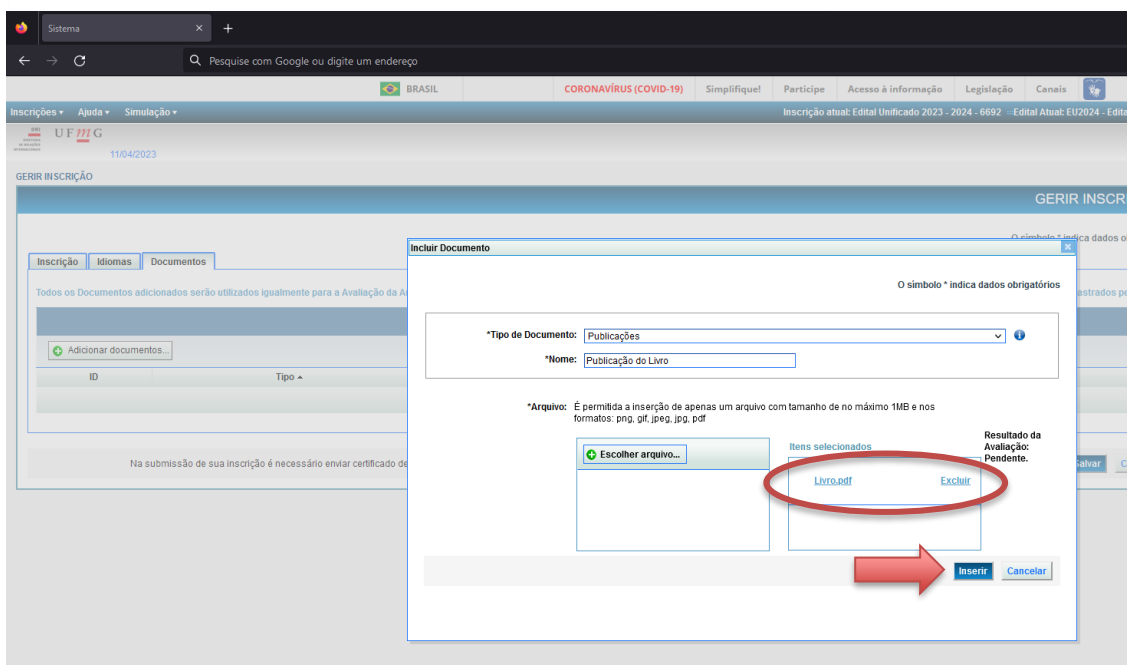 Sistema
Pesquise com Google ou digite um endereço
BRASIL CORONAVÍRUS (COVID-19) Simplifique! Participe Acesso à informação Legislação Canais
Inscrições Ajuda Simulação Inscrição atual: Edital Unificado 2023 - 2024 - 6692 Edital Atual: EU2024 - Edita
UFMG
11/04/2023
GERIR INSCRIÇÃO
GERIR INSCR
O símbolo * indica dados o
Incluir Documento
Inscrição Idiomas Documentos
O símbolo * indica dados obrigatórios
Todos os Documentos adicionados serão utilizados igualmente para a Avaliação da A astrados pe
*Tipo de Documento: Publicações
Adicionar documentos...
*Nome: Publicação do Livro
ID Tipo
*Arquivo: É permitida a inserção de apenas um arquivo com tamanho de no máximo 1MB e nos
formatos: png, gif, jpeg, jpg, pdf
Escolher arquivo...
Itens selecionados
Resultado da
Avaliação:
Pendente.
Na submissão de sua inscrição é necessário enviar certificado de Salvar C
Livro.pdf Excluir
Inserir Cancelar